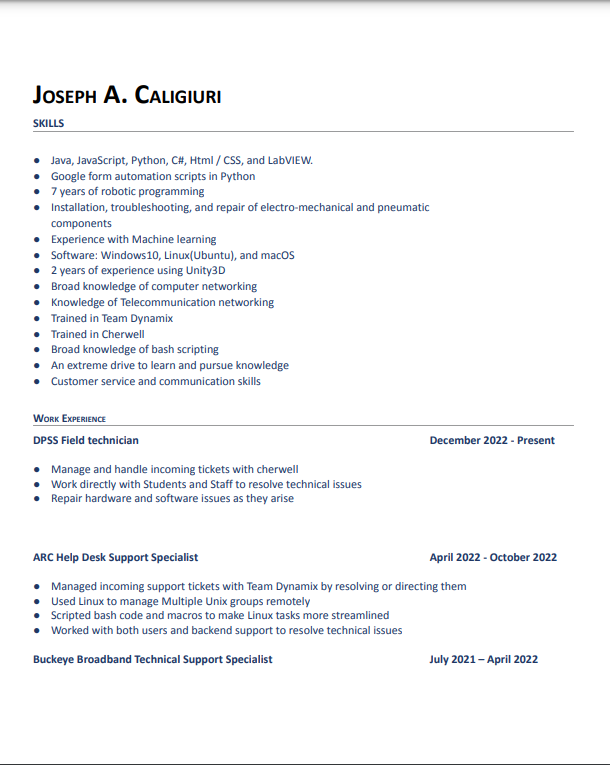 Joseph A. Caligiuri
SKILLS
● Java, JavaScript, Python, C#, Html / CSS, and LabVIEW.
● Google form automation scripts in Python
● 7 years of robotic programming
● Installation, troubleshooting, and repair of electro-mechanical and pneumatic
components
● Experience with Machine learning
● Software: Windows10, Linux(Ubuntu), and macOS
● 2 years of experience using Unity3D
● Broad knowledge of computer networking
● Knowledge of Telecommunication networking
● Trained in Team Dynamix
● Trained in Cherwell
● Broad knowledge of bash scripting
● An extreme drive to learn and pursue knowledge
● Customer service and communication skills
Work Experience
DPSS Field technician December 2022 - Present
● Manage and handle incoming tickets with cherwell
● Work directly with Students and Staff to resolve technical issues
● Repair hardware and software issues as they arise
ARC Help Desk Support Specialist April 2022 - October 2022
● Managed incoming support tickets with Team Dynamix by resolving or directing them
● Used Linux to manage Multiple Unix groups remotely
● Scripted bash code and macros to make Linux tasks more streamlined
● Worked with both users and backend support to resolve technical issues
Buckeye Broadband Technical Support Specialist July 2021 – April 2022